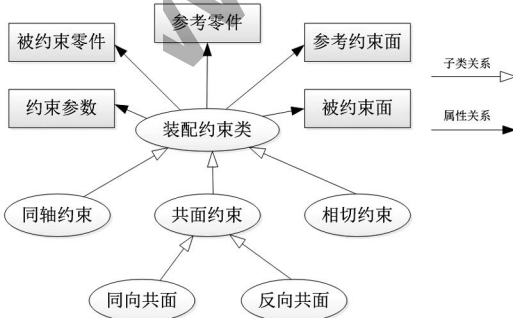 参考零件
被约束零件
参考约束面
子类关系
约束参数
被约束面
属性关系
装配约束类
同轴约束
共面约束
相切约束
同向共面
反向共面